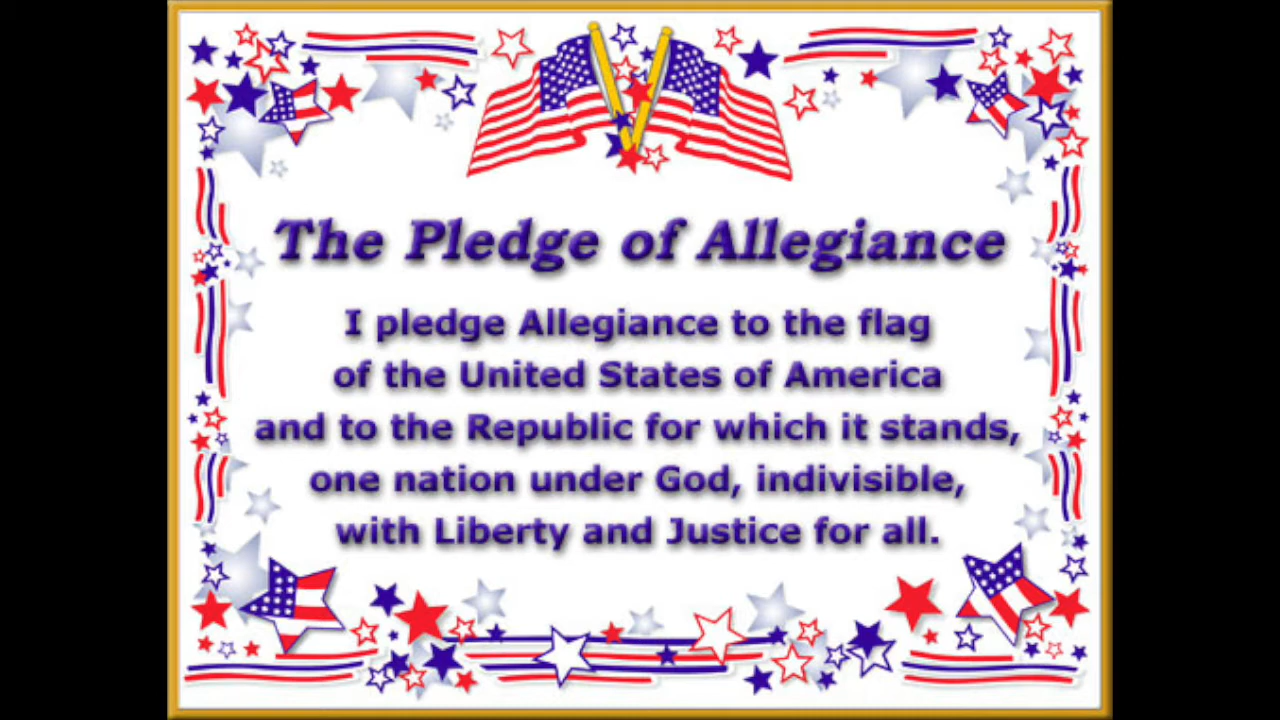 The Pledge of Allegiance
I pledge Allegiance to the flag
of the United States of America
and to the Republic for which it stands,
one nation under God, indivisible,
with Liberty and Justice for all.